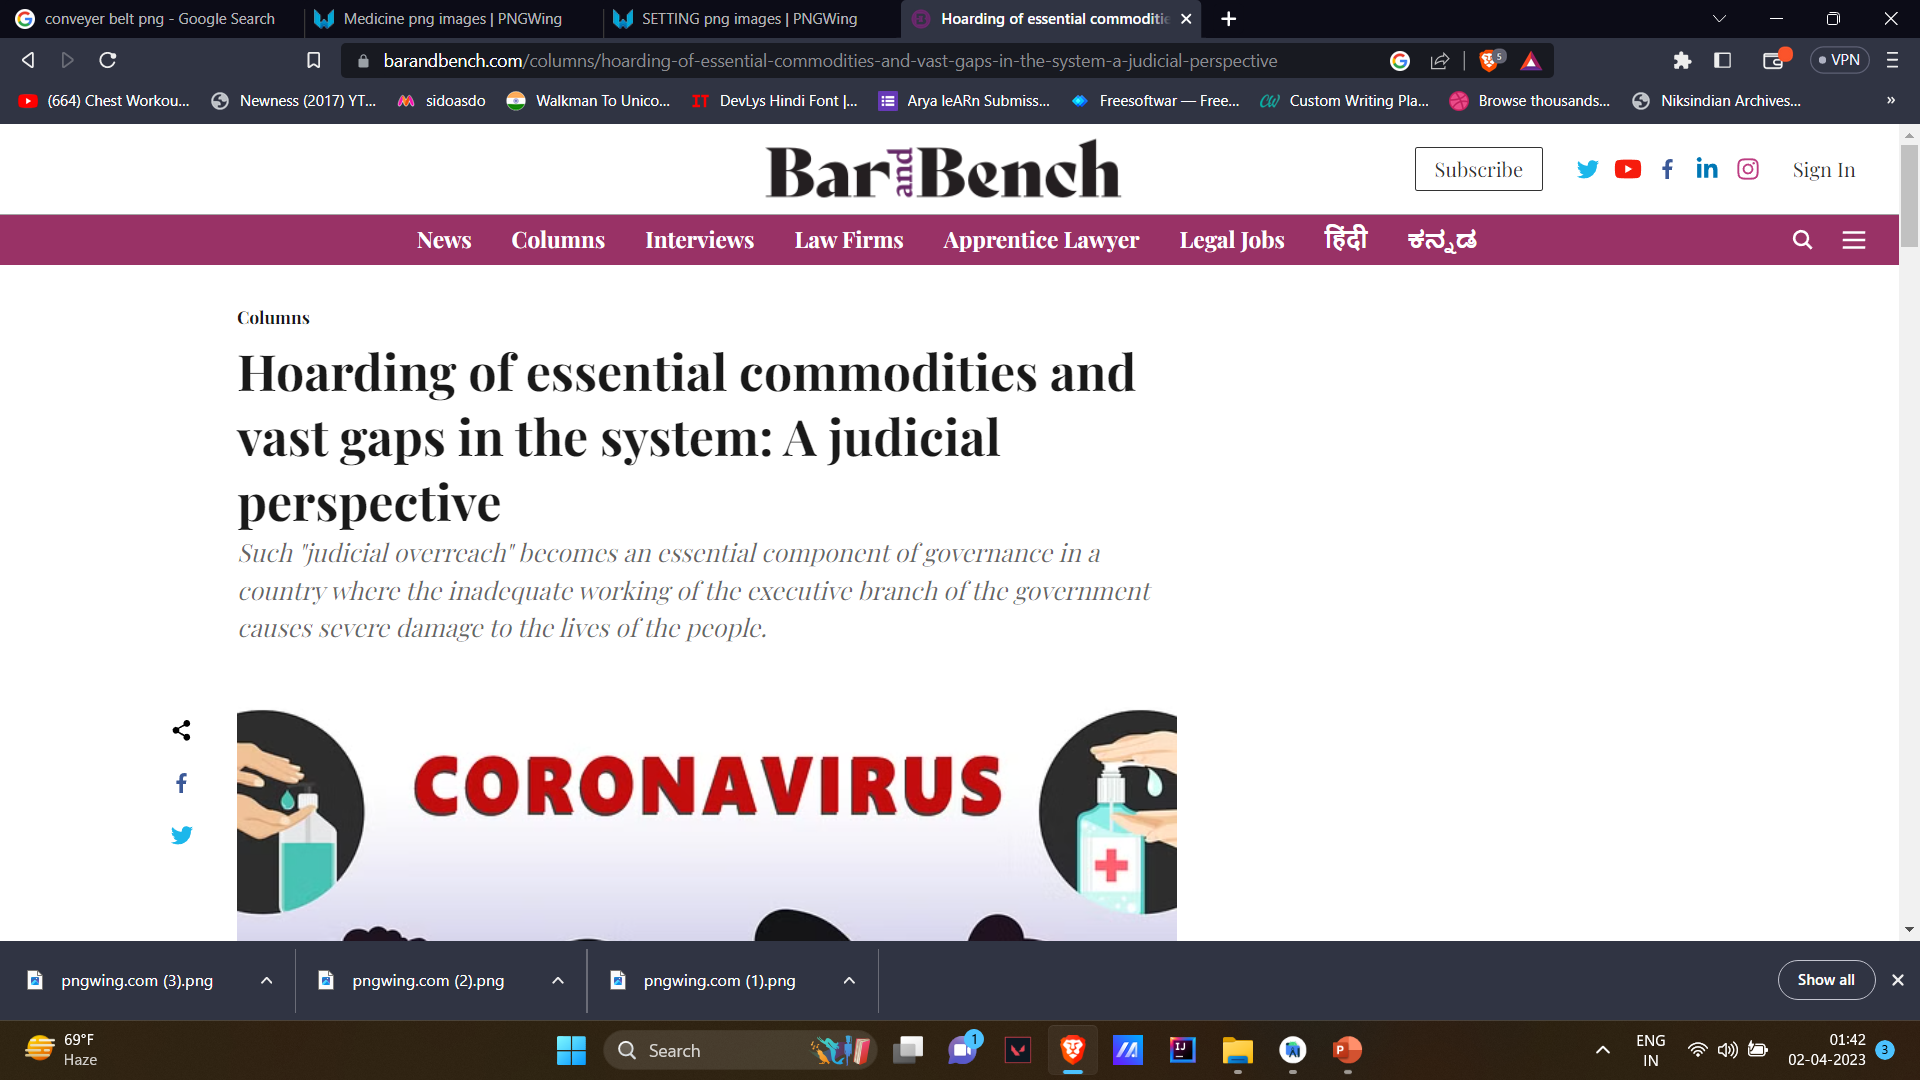 conveyer belt png - Google Search
Medicine png images | PNGWing
SETTING png images | PNGWing
Hoarding of essential commoditie
barandbench.com/columns/hoarding-of-essential-commodities-and-vast-gaps-in-the-system-a-judicial-perspective
5
VPN
(664) Chest Workou...
Newness (2017) YT...
sidoasdo
Walkman To Unico...
IT DevLys Hindi Font |...
Arya leARn Submiss...
Freesoftwar — Free...
CW Custom Writing Pla...
Browse thousands...
Niksindian Archives...
»
Bar and Bench
Subscribe
Sign In
News
Columns
Interviews
Law Firms
Apprentice Lawyer
Legal Jobs
हिंदी
ಕನ್ನಡ
Columns
Hoarding of essential commodities and
vast gaps in the system: A judicial
perspective
Such "judicial overreach" becomes an essential component of governance in a
country where the inadequate working of the executive branch of the government
causes severe damage to the lives of the people.
CORONAVIRUS
pngwing.com (3).png
pngwing.com (2).png
pngwing.com (1).png
Show all
69°F
Haze
Search
1
ENG
IN
01:42
02-04-2023
3